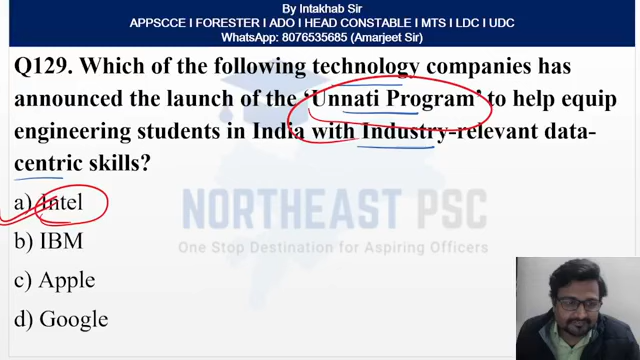 By Intakhab Sir
APPSCCE I FORESTER I ADO I HEAD CONSTABLE I MTS I LDC I UDC
WhatsApp: 8076535685 (Amarjeet Sir)
Q129. Which of the following technology companies has
announced the launch of the ‘Unnati Program’ to help equip
engineering students in India with Industry-relevant data-
centric skills?
a) Intel
b) IBM
c) Apple
d) Google
NORTHEAST PSC
One Stop Destination for Aspiring Officers